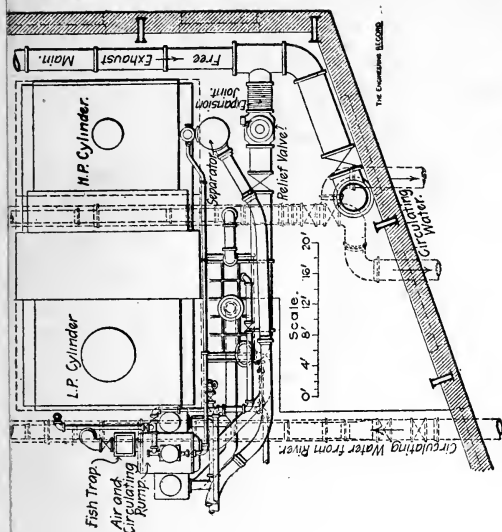 Main. Exhaust Free
THE ENGINEERING RECORD
H.P. Cylinder.
Expansion
Joint.
Separator
Relief Valve!
Circulating
Water.
Scale.
0' 4' 8' 12' 16' 20'
L.P. Cylinder
Circulating Water from River.
Fish Trap.
Air and
Circulating
Pump.